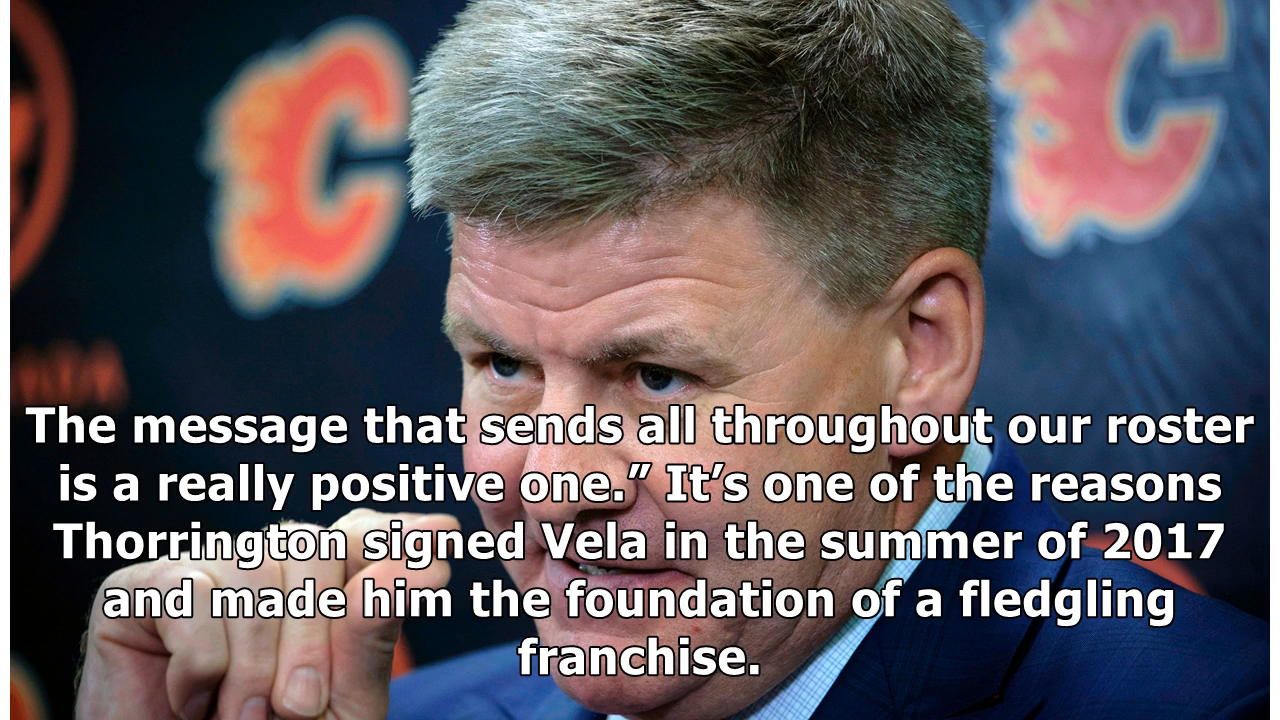 The message that sends all throughout our roster
is a really positive one.” It’s one of the reasons
Thorrington signed Vela in the summer of 2017
and made him the foundation of a fledgling
franchise.